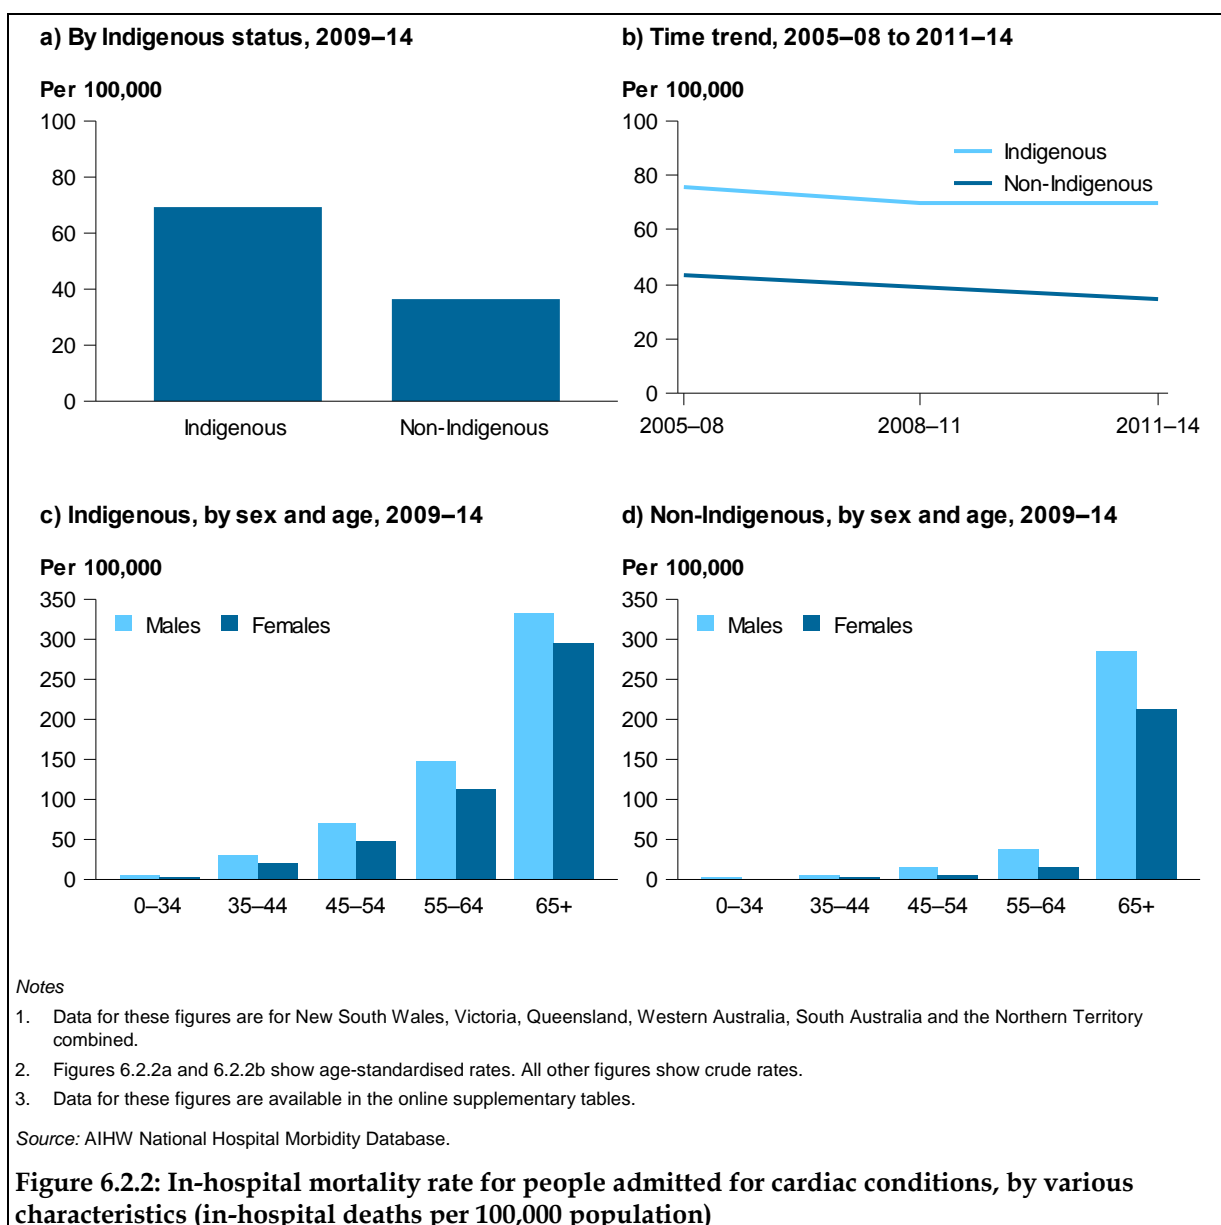 a) By Indigenous status, 2009–14
Per 100,000
100
80
60
40
20
0
Indigenous
Non-Indigenous
b) Time trend, 2005–08 to 2011–14
Per 100,000
100
80
60
40
20
0
Indigenous
Non-Indigenous
2005–08
2008–11
2011–14
c) Indigenous, by sex and age, 2009–14
Per 100,000
350
300
250
200
150
100
50
0
Males
Females
0–34
35–44
45–54
55–64
65+
d) Non-Indigenous, by sex and age, 2009–14
Per 100,000
350
300
250
200
150
100
50
0
Males
Females
0–34
35–44
45–54
55–64
65+
Notes
1. Data for these figures are for New South Wales, Victoria, Queensland, Western Australia, South Australia and the Northern Territory
combined.
2. Figures 6.2.2a and 6.2.2b show age-standardised rates. All other figures show crude rates.
3. Data for these figures are available in the online supplementary tables.
Source: AIHW National Hospital Morbidity Database.
Figure 6.2.2: In-hospital mortality rate for people admitted for cardiac conditions, by various
characteristics (in-hospital deaths per 100,000 population)